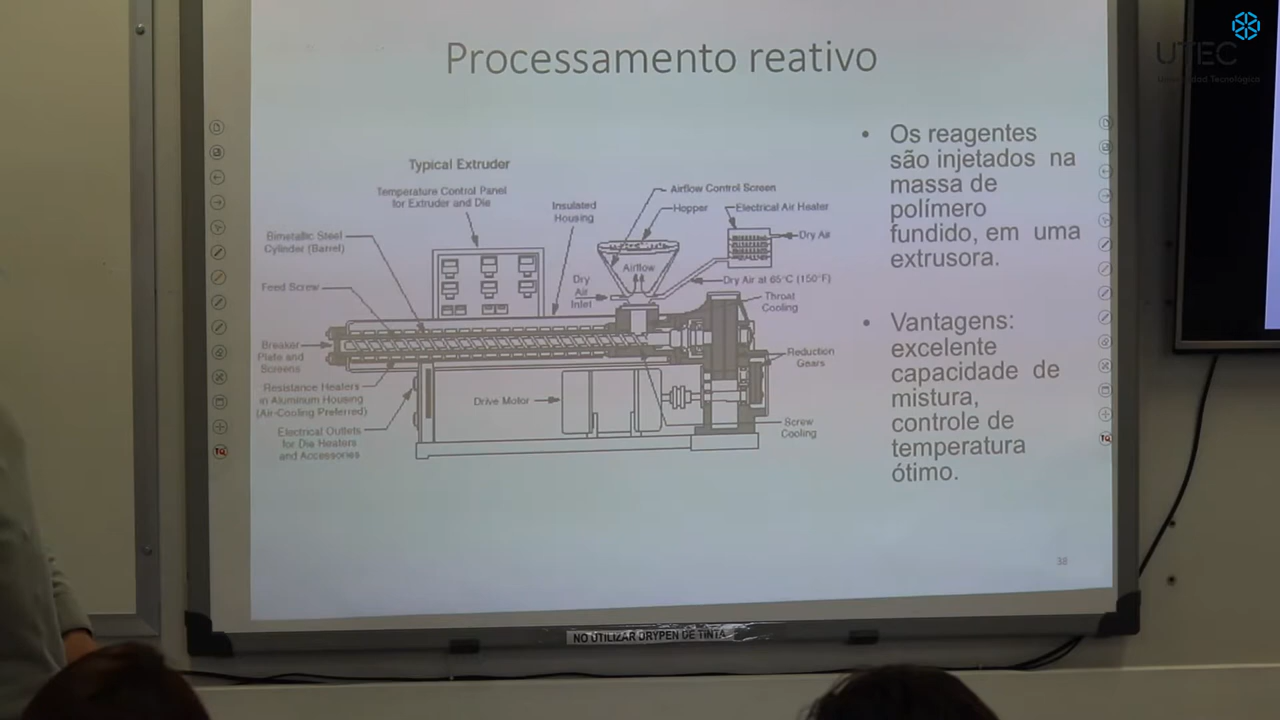 Processamento reativo
Typical Extruder
Temperature Control Panel
for Extruder and Die
Insulated
Housing
Airflow Control Screen
Hopper
Electrical Air Heater
Bimetallic Steel
Cylinder (Barrel)
Dry Air
Airflow
Feed Screw
Dry
Air
Inlet
Dry Air at 65°C (150°F)
Throat
Cooling
Breaker
Plate and
Screens
Reduction
Gears
Resistance Heaters
in Aluminum Housing
(Air-Cooling Preferred)
Drive Motor
Electrical Outlets
for Die Heaters
and Accessories
Screw
Cooling
• Os reagentes
são injetados na
massa de
polímero
fundido, em uma
extrusora.
• Vantagens:
excelente
capacidade de
mistura,
controle de
temperatura
ótimo.
38
NO UTILIZAR DRYPEN DE TINTA
UTEC
Universidad Tecnológica